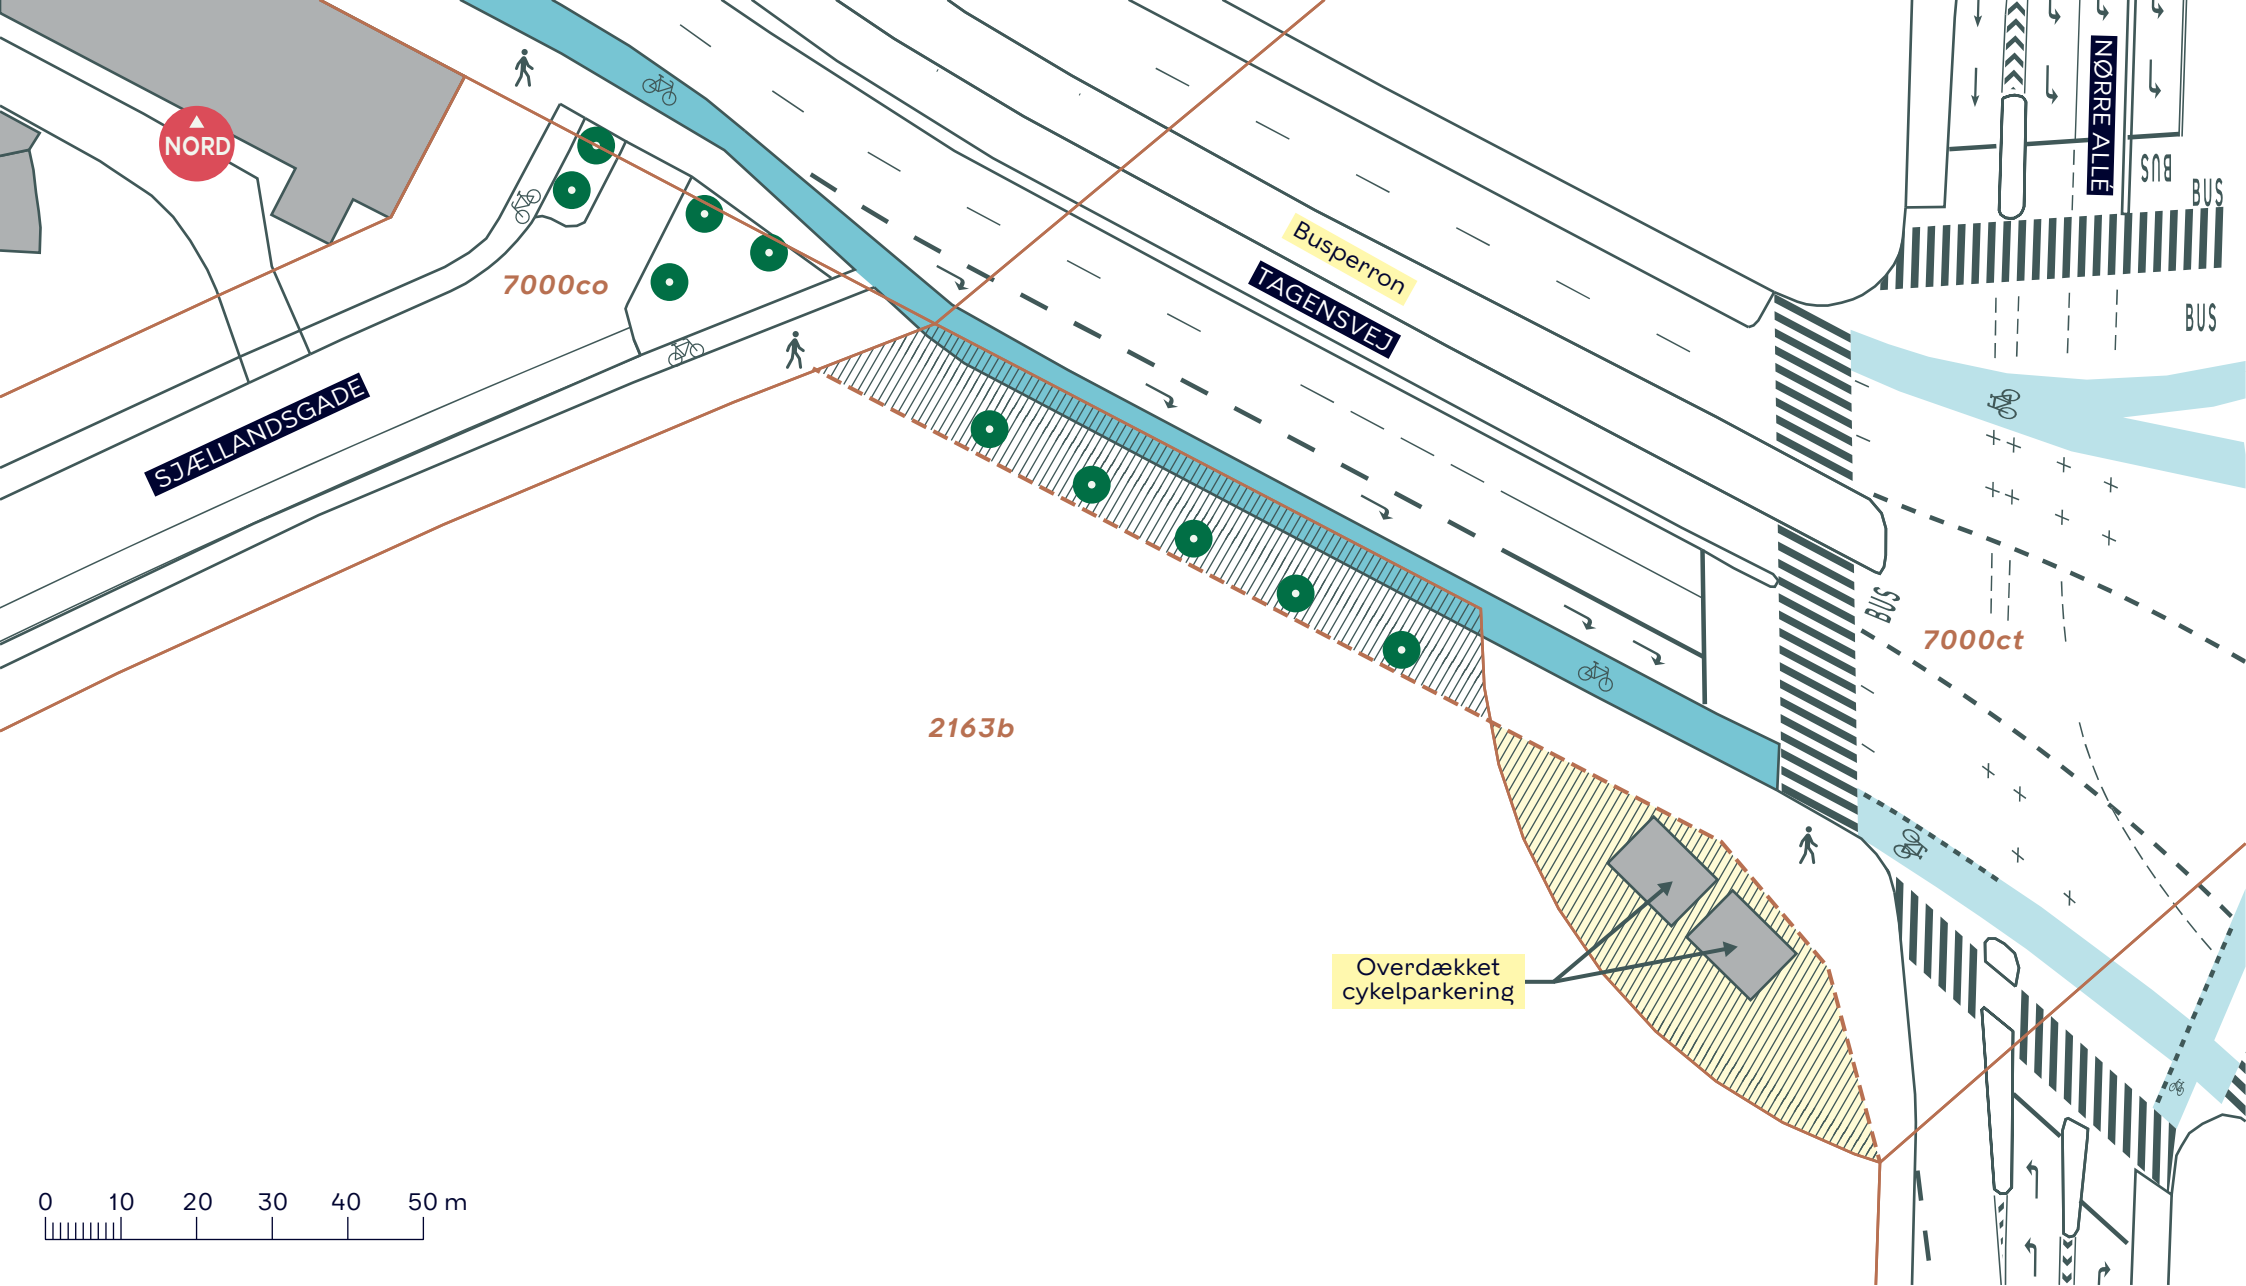 NØRRE ALLÉ
NORD
BUS
BUS
Busperron
7000co
TAGENSVEJ
BUS
SJÆLLANDSGADE
BUS
7000ct
2163b
Overdækket
cykelparkering
0 10 20 30 40 50 m